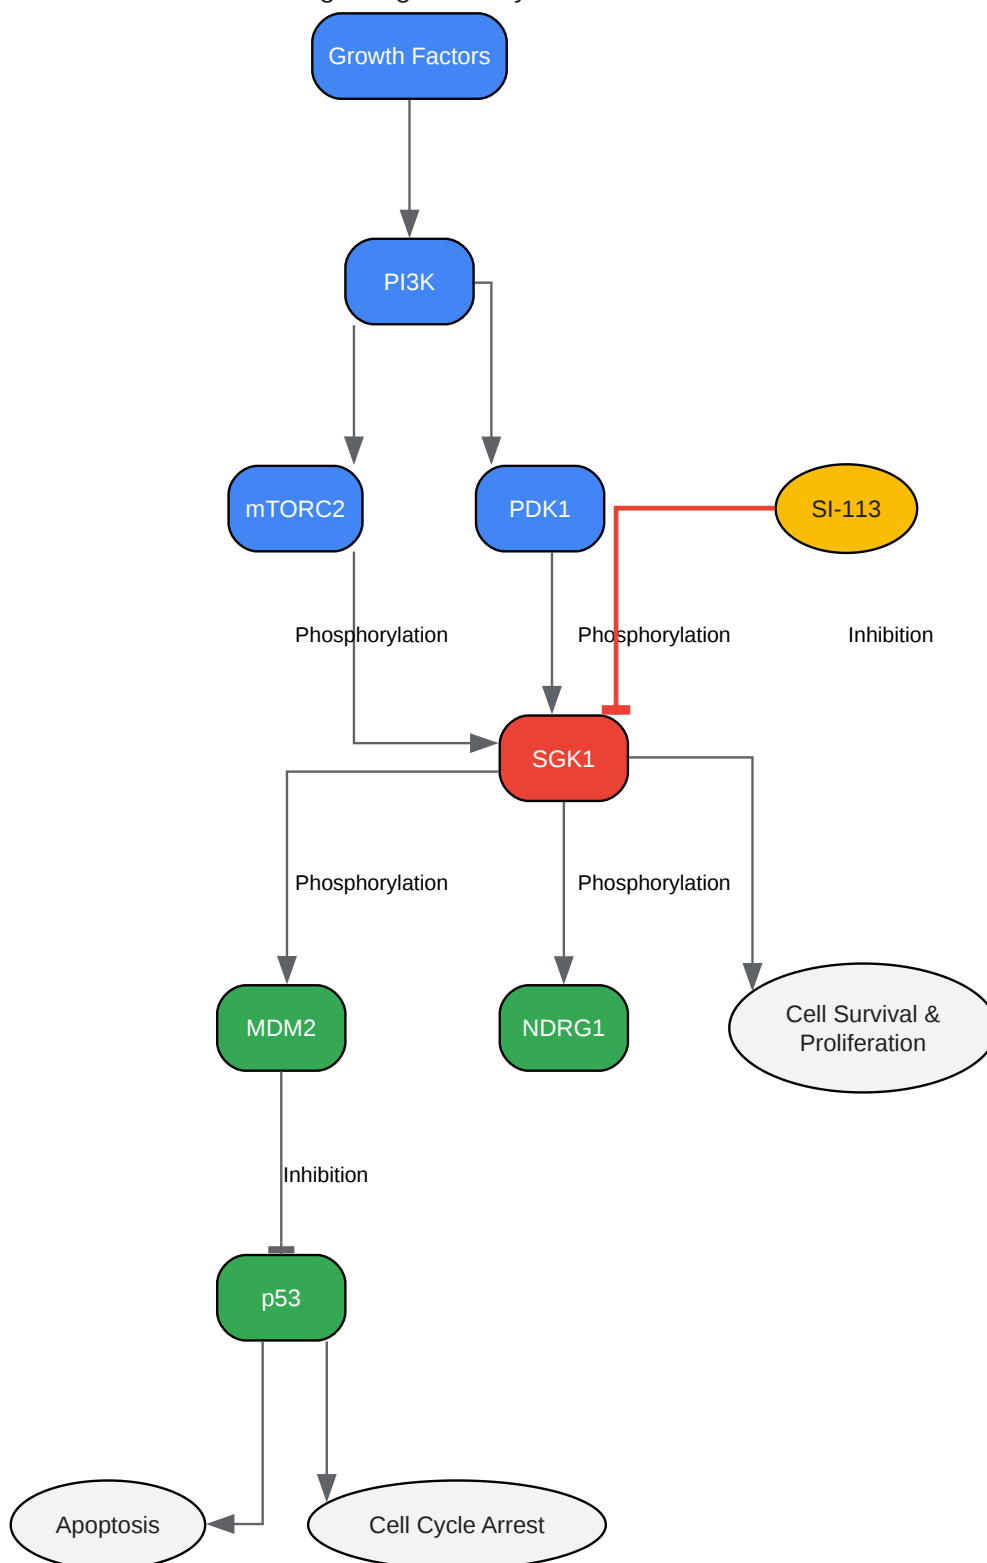 Growth Factors
PI3K
mTORC2
PDK1
SI-113
Phosphorylation
Phosphorylation
Inhibition
SGK1
Phosphorylation
Phosphorylation
MDM2
NDRG1
Cell Survival &
Proliferation
Inhibition
p53
Apoptosis
Cell Cycle Arrest